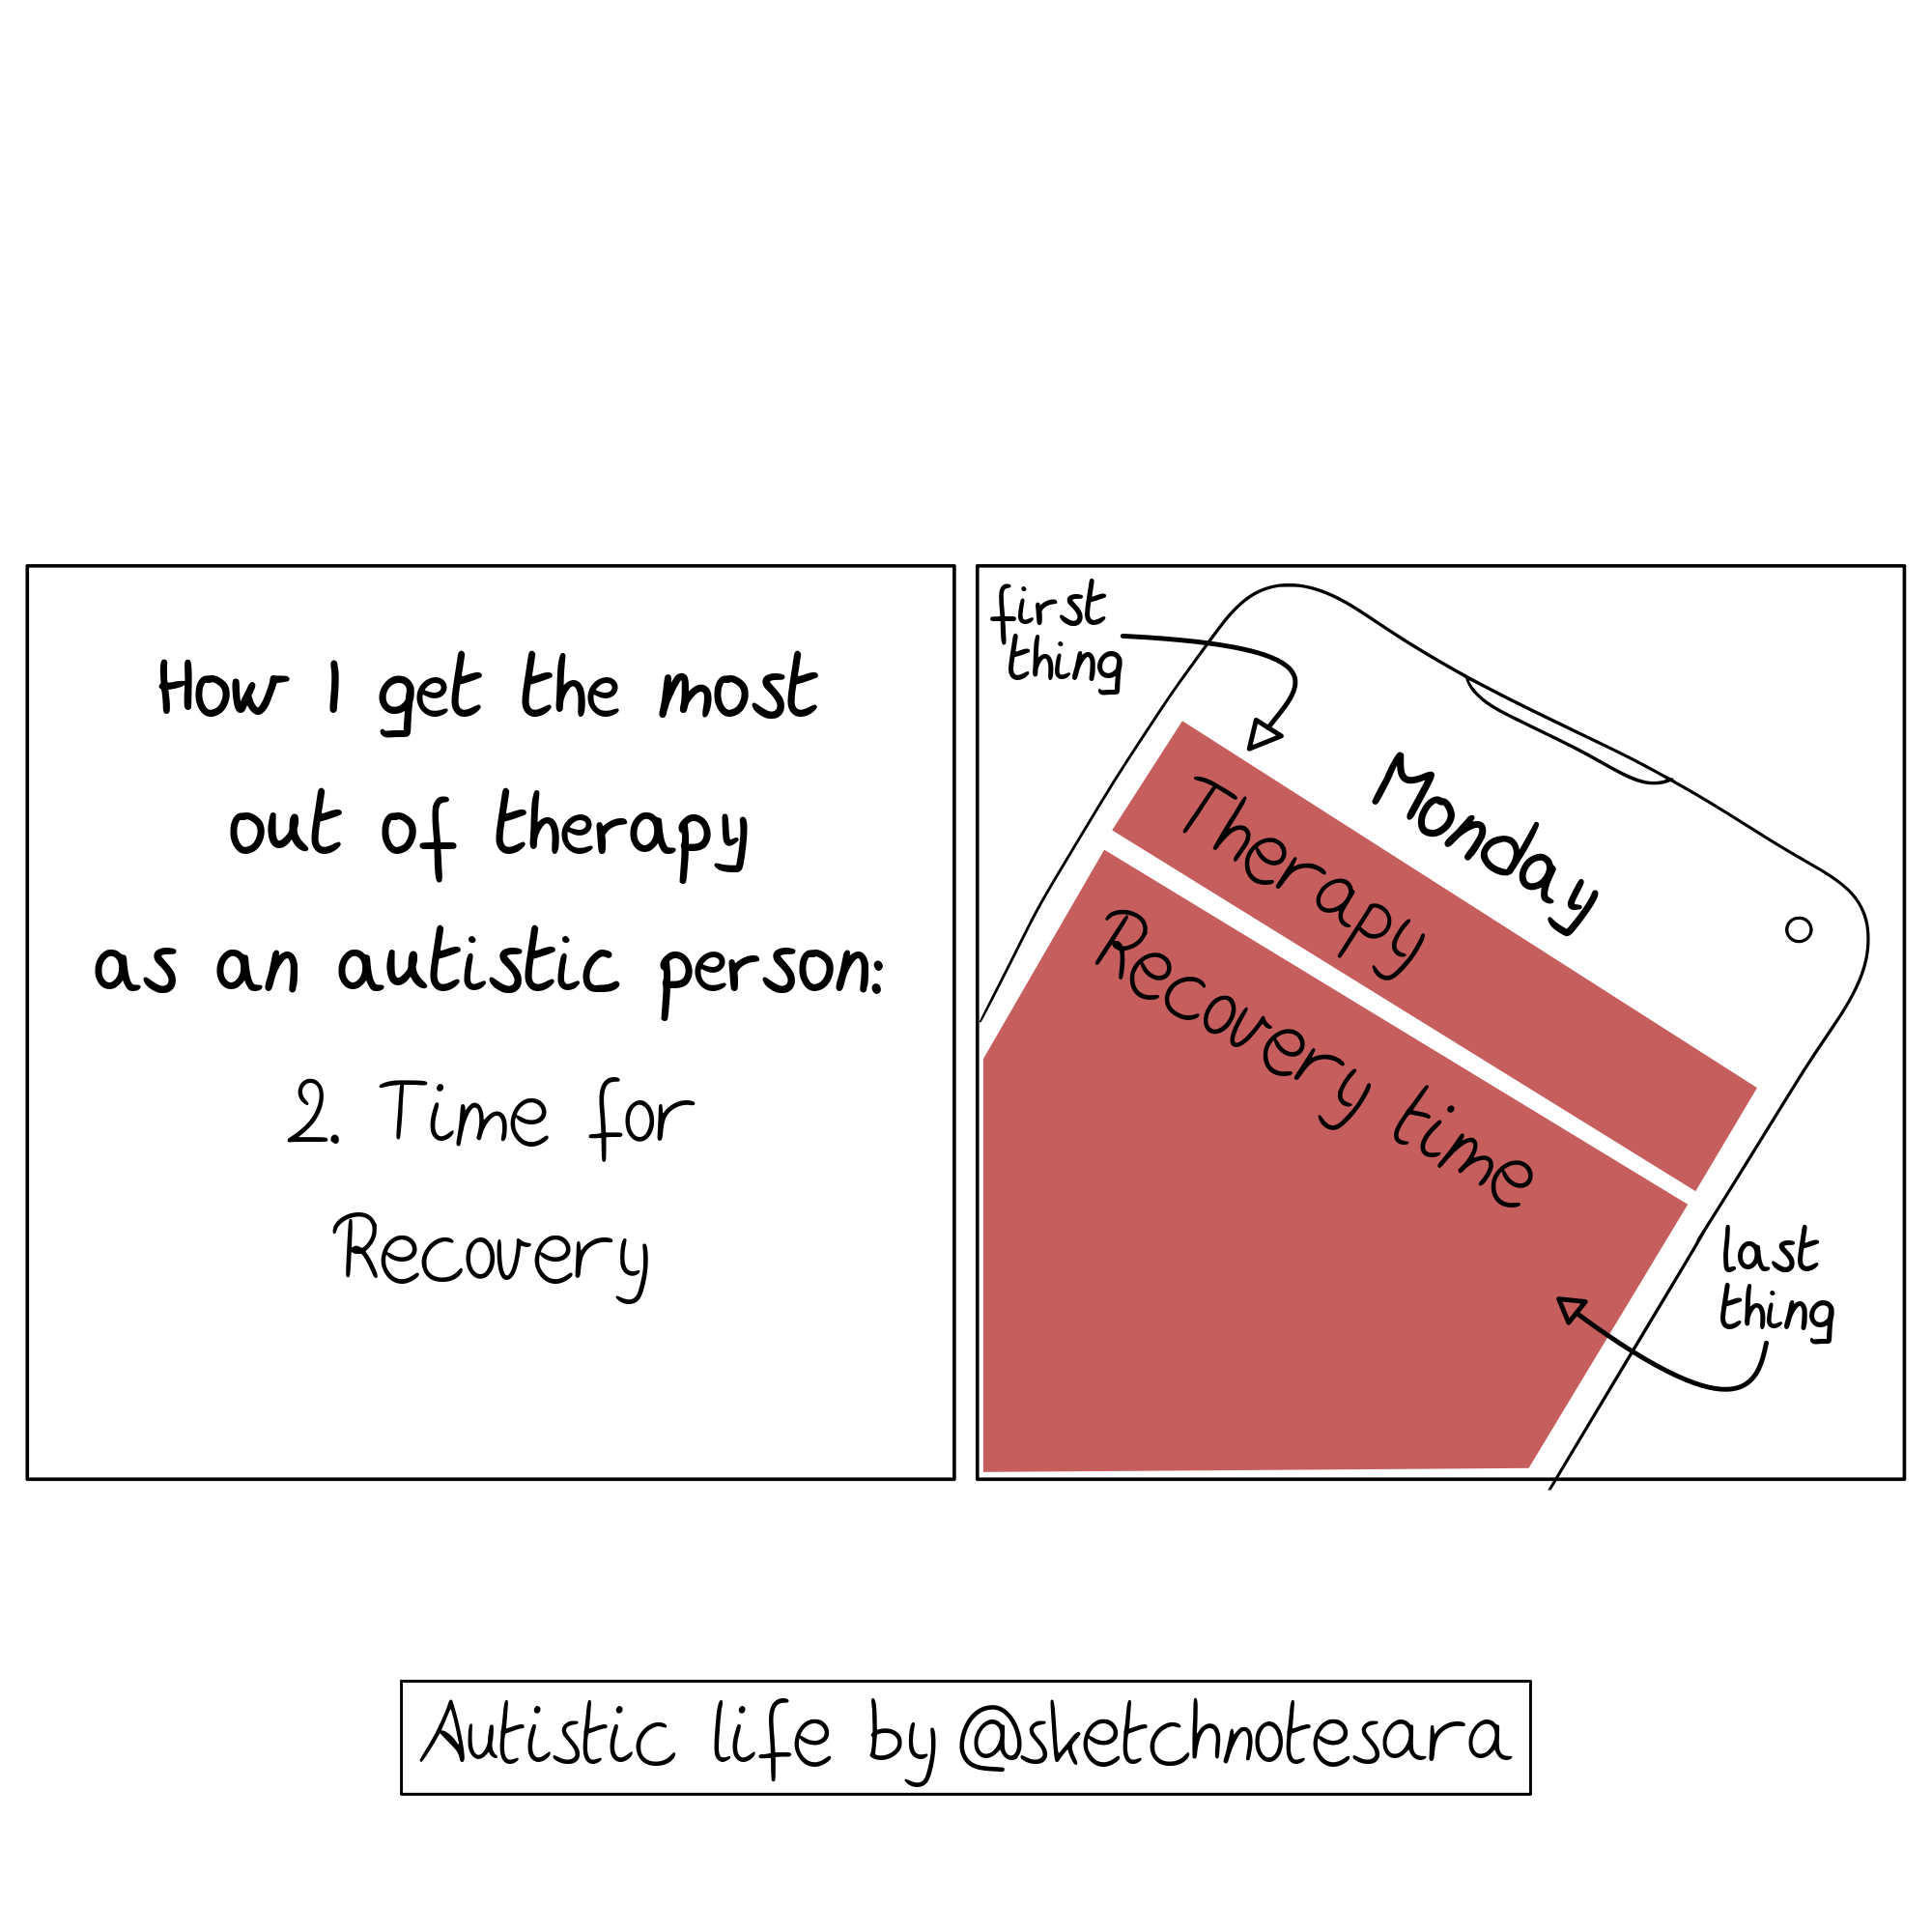 How I get the most
out of therapy
as an autistic person:
2. Time for
Recovery
first
thing
Monday
Therapy
Recovery time
last
thing
Autistic life by @sketchnotesara